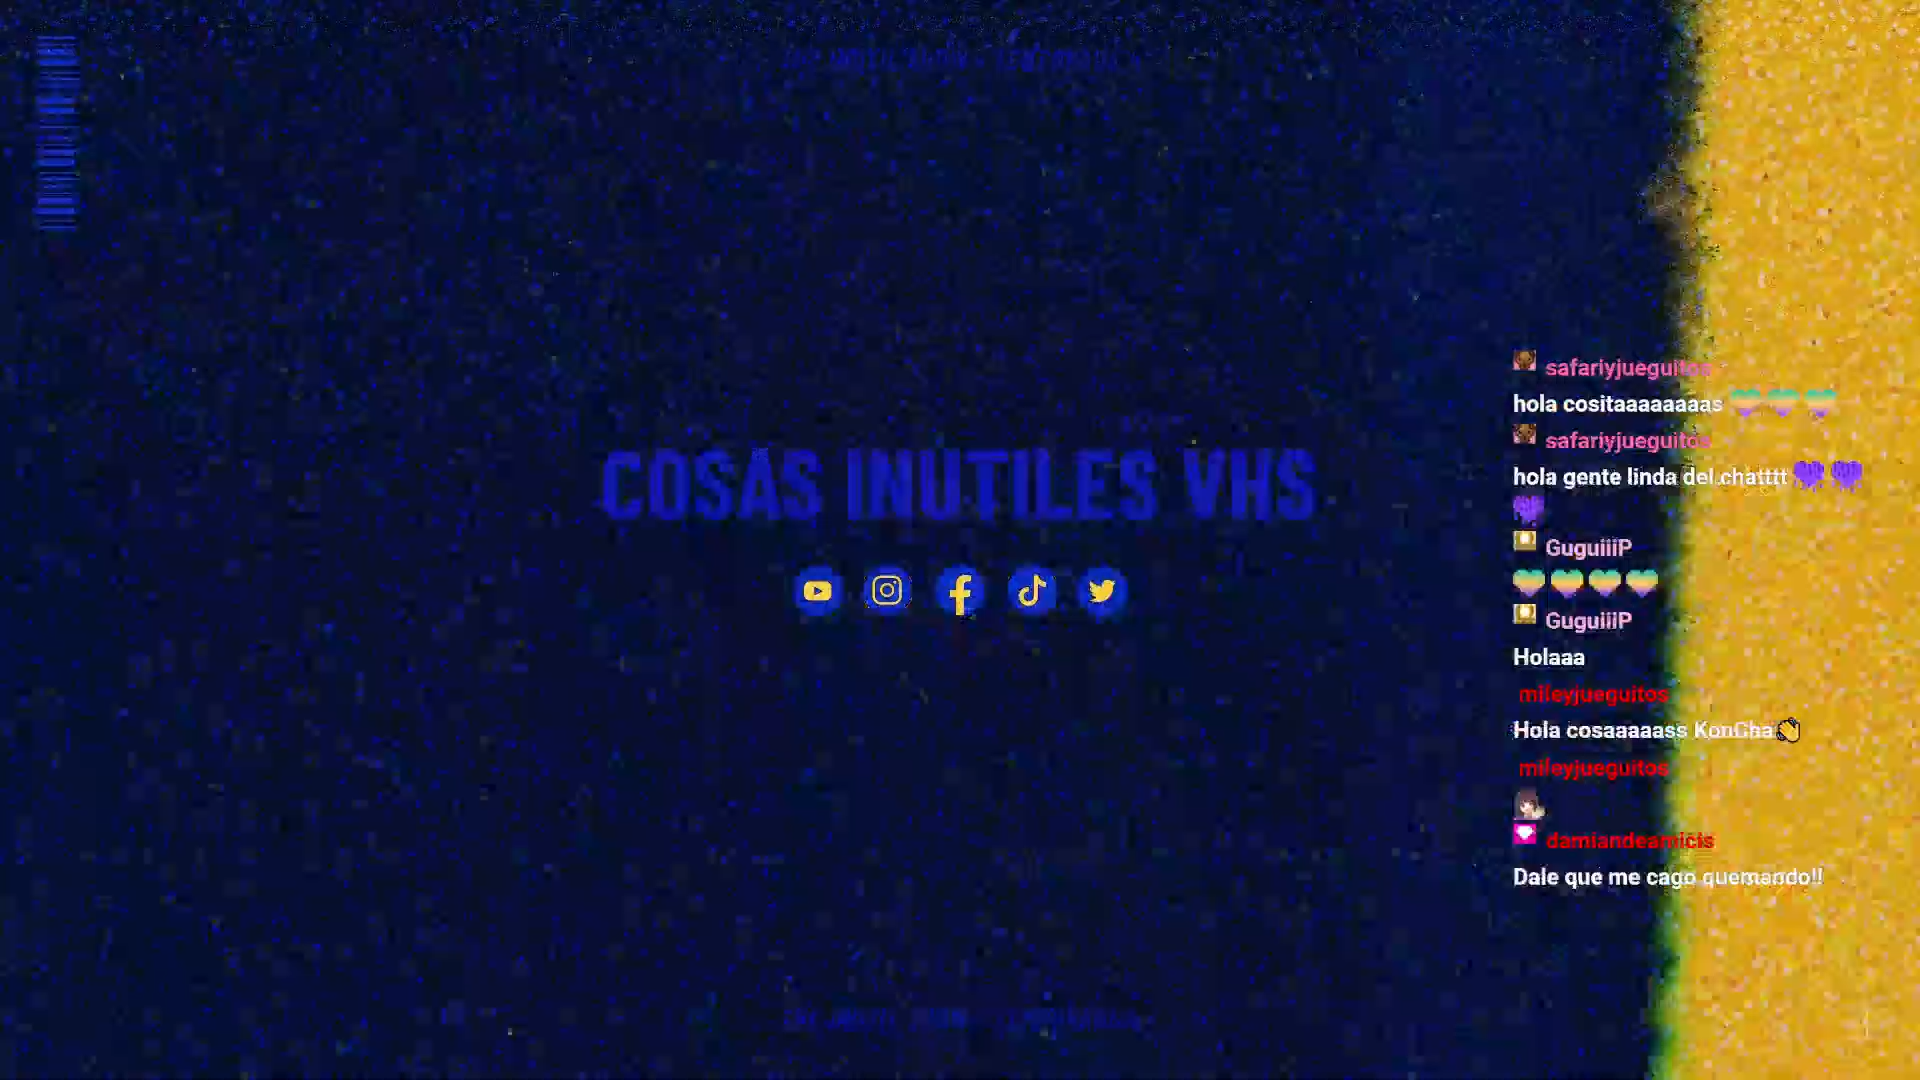 COSAS INUTILES VHS
safariyjueguitos
hola cositaaaaaaaas
safariyjueguitos
hola gente linda del chatttt
GuguiiiP
GuguiiiP
Holaaa
mileyjueguitos
Hola cosaaaaass KonCha
mileyjueguitos
damiandeamicis
Dale que me cago quemando!!